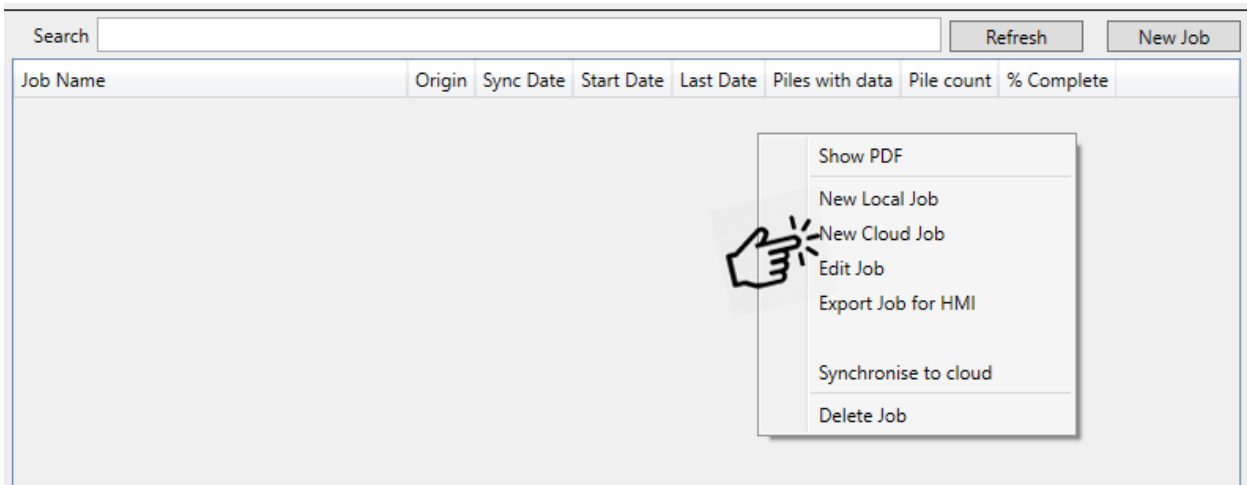 Search Refresh New Job
Job Name Origin Sync Date Start Date Last Date Piles with data Pile count % Complete
Show PDF
New Local Job
New Cloud Job
Edit Job
Export Job for HMI
Synchronise to cloud
Delete Job